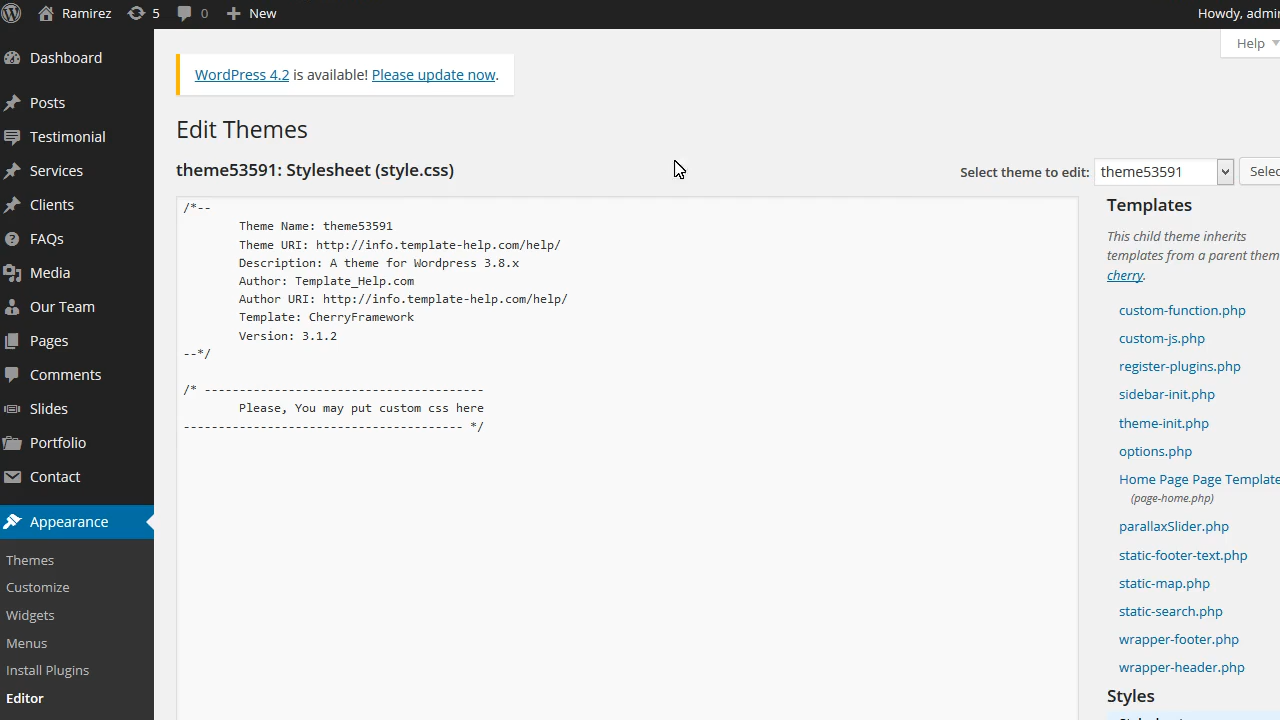 Ramirez 5 0 New Howdy, admin
Help
Dashboard
Posts
Testimonial
Services
Clients
FAQs
Media
Our Team
Pages
Comments
Slides
Portfolio
Contact
Appearance
Themes
Customize
Widgets
Menus
Install Plugins
Editor
WordPress 4.2 is available! Please update now.
Edit Themes
theme53591: Stylesheet (style.css)
Select theme to edit: theme53591 Selec
/*--
Theme Name: theme53591
Theme URI: http://info.template-help.com/help/
Description: A theme for Wordpress 3.8.x
Author: Template_Help.com
Author URI: http://info.template-help.com/help/
Template: CherryFramework
Version: 3.1.2
--*/
/* ----------------------------------------
Please, You may put custom css here
---------------------------------------- */
Templates
This child theme inherits
templates from a parent them
cherry.
custom-function.php
custom-js.php
register-plugins.php
sidebar-init.php
theme-init.php
options.php
Home Page Page Template
(page-home.php)
parallaxSlider.php
static-footer-text.php
static-map.php
static-search.php
wrapper-footer.php
wrapper-header.php
Styles